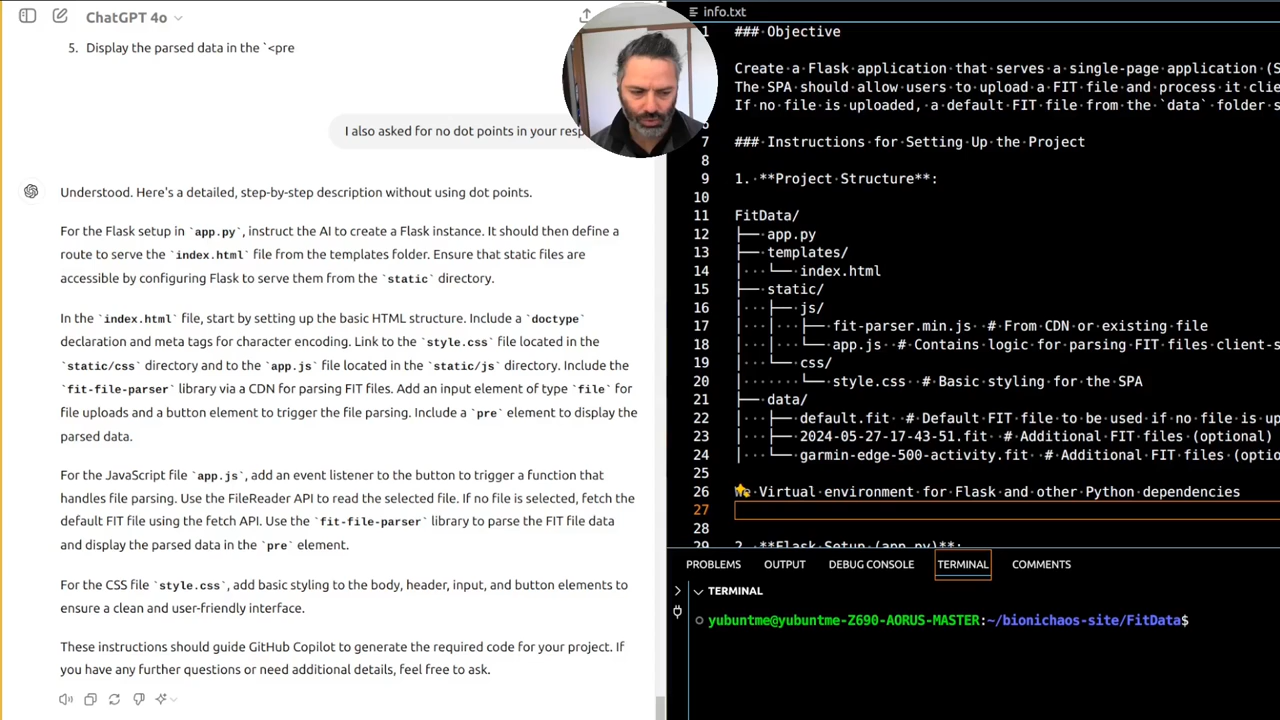 ChatGPT 4o
5. Display the parsed data in the `<pre
I also asked for no dot points in your resp
Understood. Here's a detailed, step-by-step description without using dot points.
For the Flask setup in `app.py`, instruct the AI to create a Flask instance. It should then define a
route to serve the `index.html` file from the templates folder. Ensure that static files are
accessible by configuring Flask to serve them from the `static` directory.
In the `index.html` file, start by setting up the basic HTML structure. Include a `doctype`
declaration and meta tags for character encoding. Link to the `style.css` file located in the
`static/css` directory and to the `app.js` file located in the `static/js` directory. Include the
`fit-file-parser` library via a CDN for parsing FIT files. Add an input element of type `file` for
file uploads and a button element to trigger the file parsing. Include a `pre` element to display the
parsed data.
For the JavaScript file `app.js`, add an event listener to the button to trigger a function that
handles file parsing. Use the FileReader API to read the selected file. If no file is selected, fetch the
default FIT file using the fetch API. Use the `fit-file-parser` library to parse the FIT file data
and display the parsed data in the `pre` element.
For the CSS file `style.css`, add basic styling to the body, header, input, and button elements to
ensure a clean and user-friendly interface.
These instructions should guide GitHub Copilot to generate the required code for your project. If
you have any further questions or need additional details, feel free to ask.
info.txt
1 ### Objective
Create a Flask application that serves a single-page application (S
The SPA should allow users to upload a FIT file and process it clie
If no file is uploaded, a default FIT file from the `data` folder s
7 ### Instructions for Setting Up the Project
8
9 1. **Project Structure**:
10
11 FitData/
12 ├── app.py
13 ├── templates/
14 │   └── index.html
15 ├── static/
16 │   ├── js/
17 │   │   ├── fit-parser.min.js # From CDN or existing file
18 │   │   └── app.js # Contains logic for parsing FIT files client-s
19 │   └── css/
20 │       └── style.css # Basic styling for the SPA
21 ├── data/
22 │   ├── default.fit # Default FIT file to be used if no file is up
23 │   ├── 2024-05-27-17-43-51.fit # Additional FIT files (optional)
24 │   └── garmin-edge-500-activity.fit # Additional FIT files (optio
25
26 Virtual environment for Flask and other Python dependencies
27
28
29 2. **Flask Setup (app.py)**:
PROBLEMS OUTPUT DEBUG CONSOLE TERMINAL COMMENTS
TERMINAL
yubuntme@yubuntme-Z690-AORUS-MASTER:~/bionichaos-site/FitData$